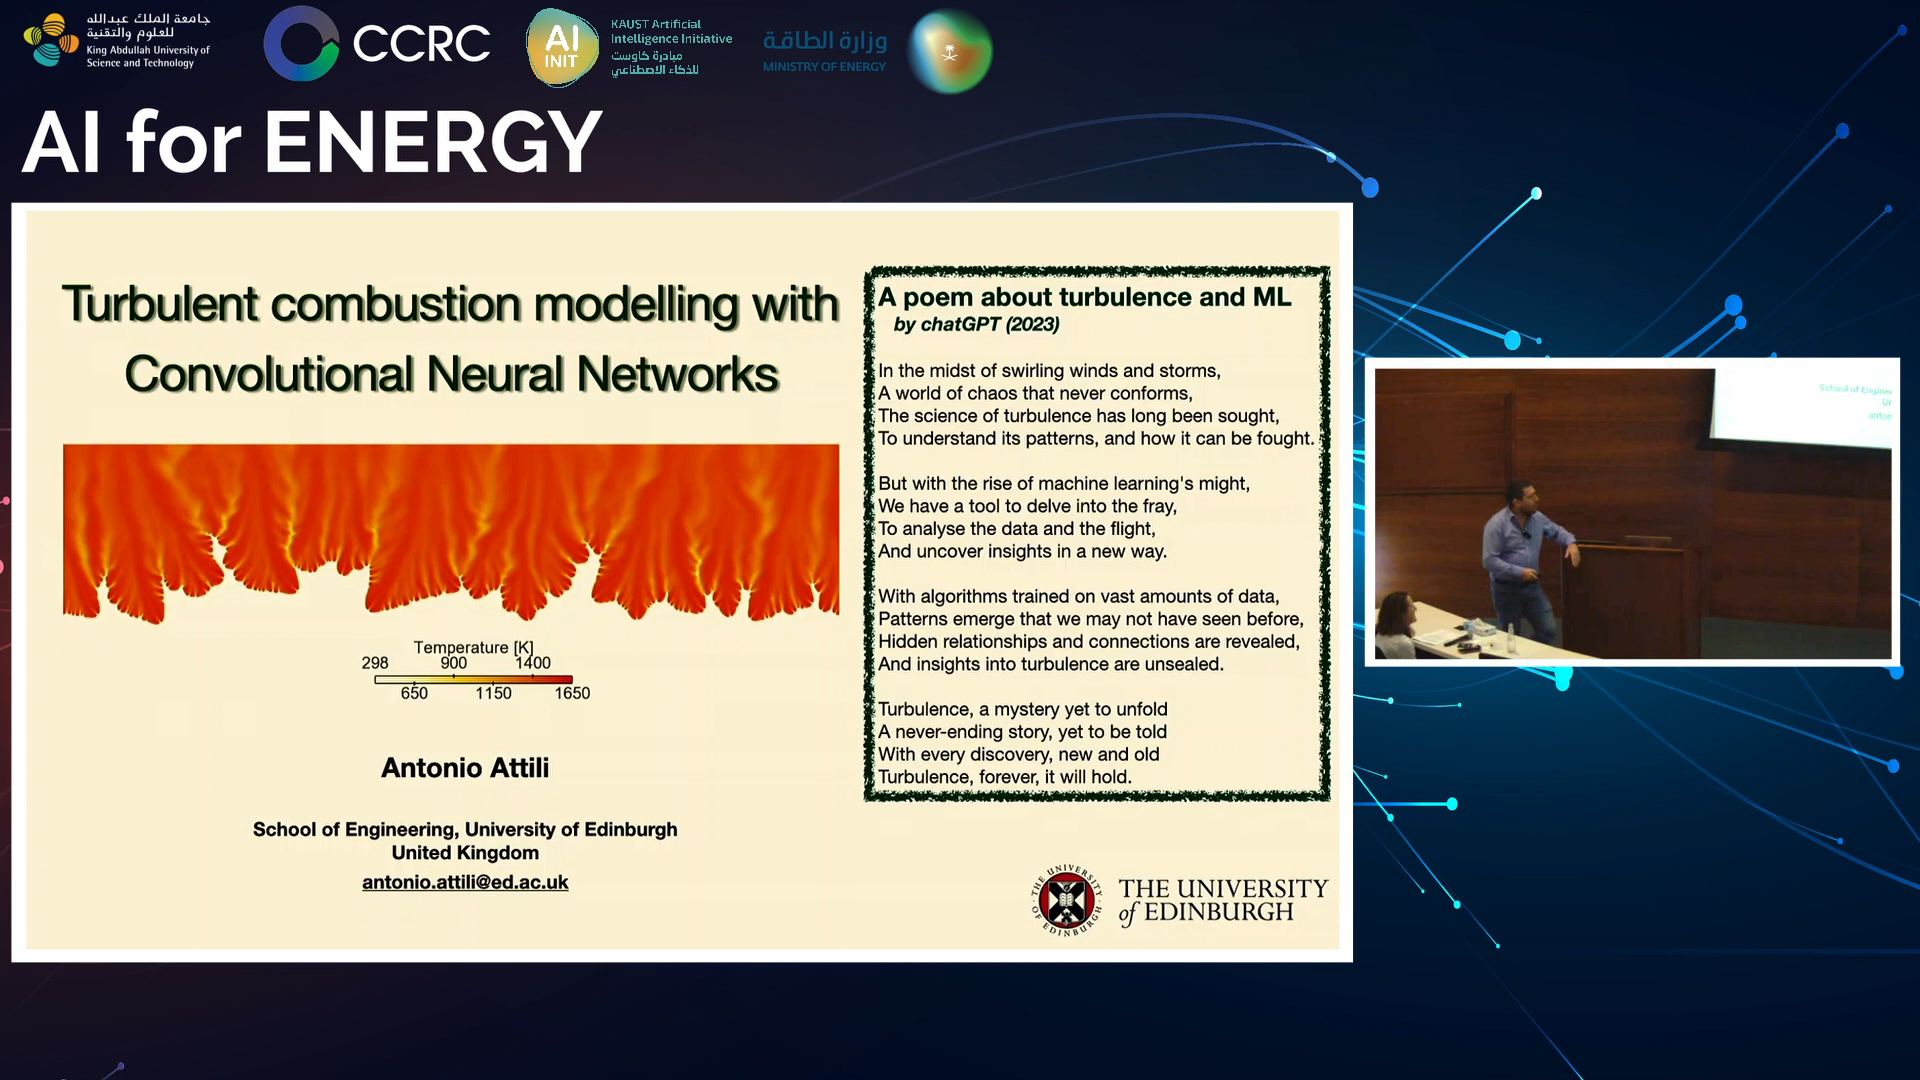 جامعة الملك عبدالله
للعلوم والتقنية
King Abdullah University of
Science and Technology
CCRC
AI
INIT
KAUST Artificial
Intelligence Initiative
مبادرة كاوست
للذكاء الاصطناعي
وزارة الطاقة
MINISTRY OF ENERGY
AI for ENERGY
Turbulent combustion modelling with
Convolutional Neural Networks
Temperature [K]
298 900 1400
650 1150 1650
Antonio Attili
School of Engineering, University of Edinburgh
United Kingdom
antonio.attili@ed.ac.uk
A poem about turbulence and ML
by chatGPT (2023)
In the midst of swirling winds and storms,
A world of chaos that never conforms,
The science of turbulence has long been sought,
To understand its patterns, and how it can be fought.
But with the rise of machine learning's might,
We have a tool to delve into the fray,
To analyse the data and the flight,
And uncover insights in a new way.
With algorithms trained on vast amounts of data,
Patterns emerge that we may not have seen before,
Hidden relationships and connections are revealed,
And insights into turbulence are unsealed.
Turbulence, a mystery yet to unfold
A never-ending story, yet to be told
With every discovery, new and old
Turbulence, forever, it will hold.
THE UNIVERSITY OF EDINBURGH
THE UNIVERSITY
of EDINBURGH
School of Enginee
Ur
anton